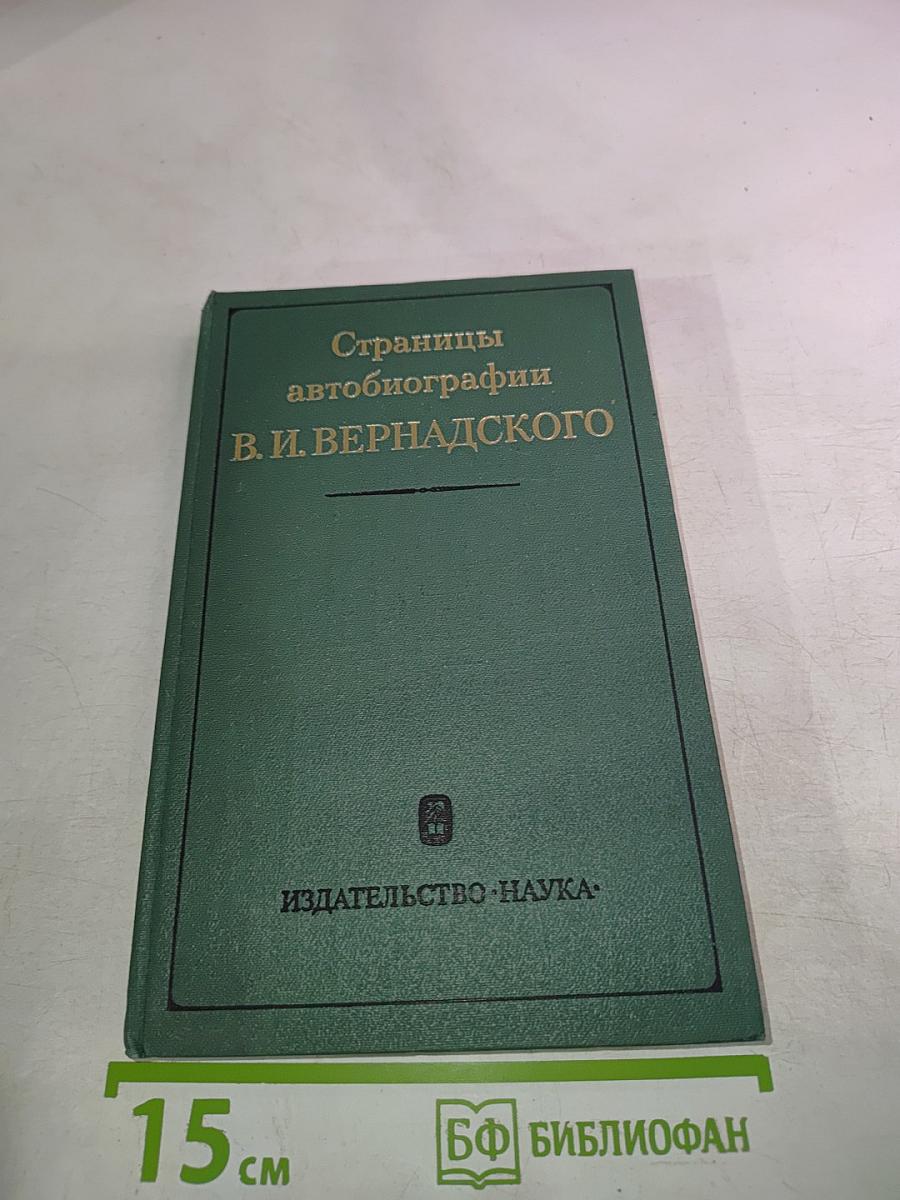 Страницы
автобиографии
В. И. ВЕРНАДСКОГО
ИЗДАТЕЛЬСТВО «НАУКА»
15 см
БФ БИБЛИОФАН